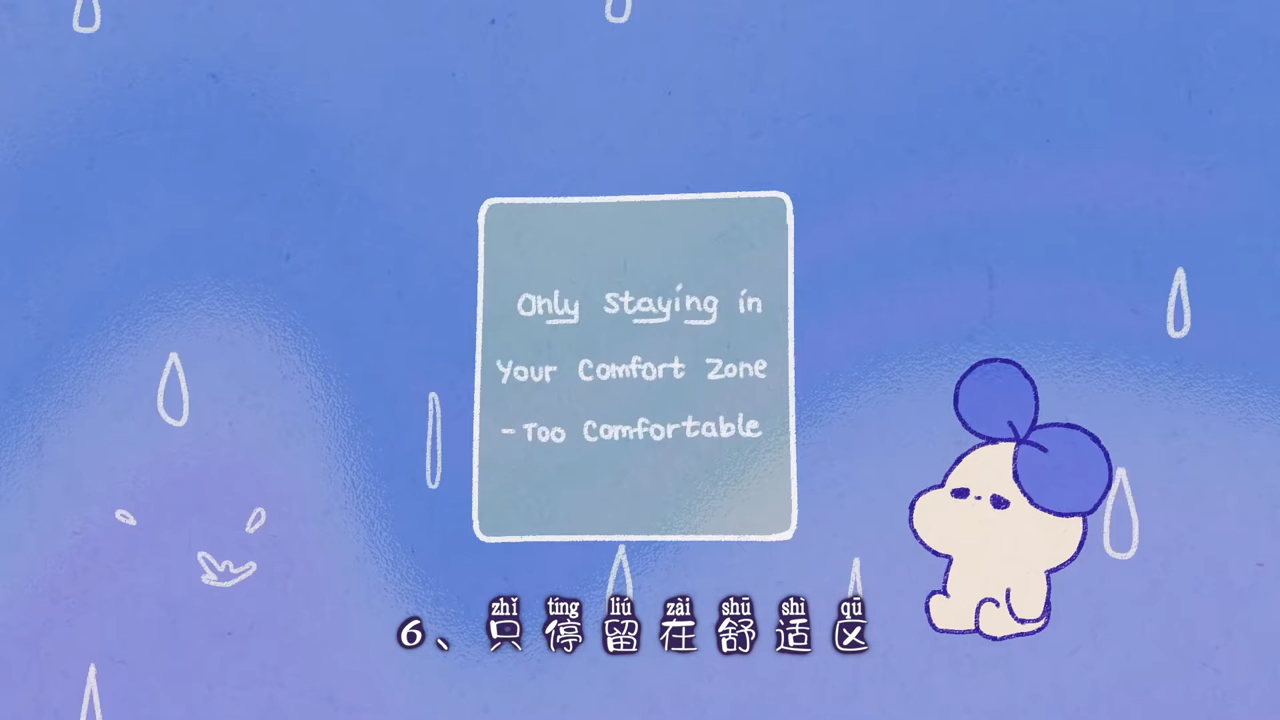 Only Staying in
Your Comfort Zone
- Too Comfortable
zhǐ tíng liú zài shū shì qū
6、只停留在舒适区